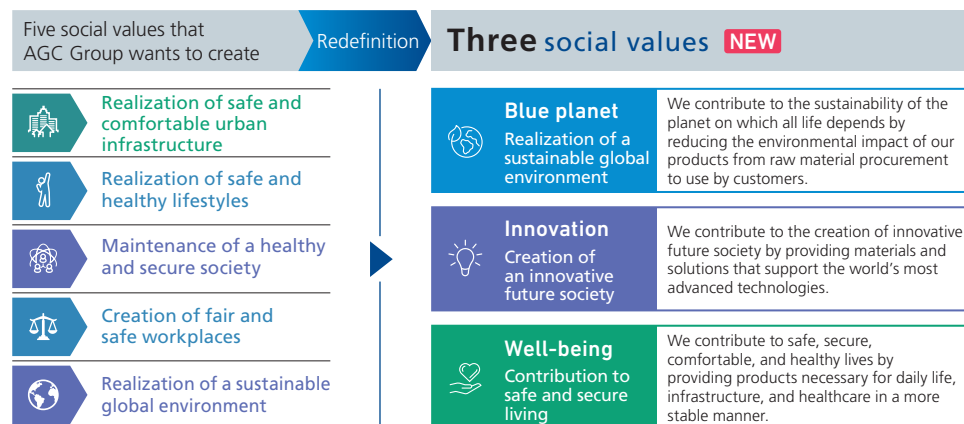 Five social values that
AGC Group wants to create
Redefinition
Three social values NEW
Realization of safe and
comfortable urban
infrastructure
Realization of safe and
healthy lifestyles
Maintenance of a healthy
and secure society
Creation of fair and
safe workplaces
Realization of a sustainable
global environment
Blue planet
Realization of a
sustainable global
environment
We contribute to the sustainability of the
planet on which all life depends by
reducing the environmental impact of our
products from raw material procurement
to use by customers.
Innovation
Creation of
an innovative
future society
We contribute to the creation of innovative
future society by providing materials and
solutions that support the world's most
advanced technologies.
Well-being
Contribution to
safe and secure
living
We contribute to safe, secure,
comfortable, and healthy lives by
providing products necessary for daily life,
infrastructure, and healthcare in a more
stable manner.